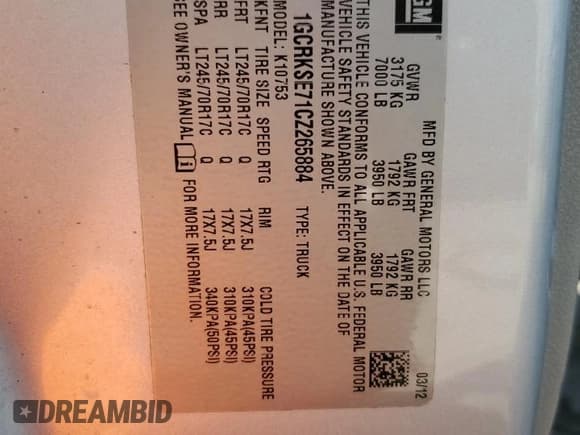 GM
MFD BY GENERAL MOTORS LLC
03/12
GVWR GAWR FRT GAWR RR
3175 KG 1792 KG 1792 KG
7000 LB 3950 LB 3950 LB
THIS VEHICLE CONFORMS TO ALL APPLICABLE U.S. FEDERAL MOTOR
VEHICLE SAFETY STANDARDS IN EFFECT ON THE DATE OF
MANUFACTURE SHOWN ABOVE.
1GCRKSE71CZ265884 TYPE: TRUCK
MODEL: K10753
KFNT TIRE SIZE SPEED RTG RIM COLD TIRE PRESSURE
FRT LT245/70R17C Q 17X7.5J 310KPA(45PSI)
RR LT245/70R17C Q 17X7.5J 310KPA(45PSI)
SPA LT245/70R17C Q 17X7.5J 340KPA(50PSI)
SEE OWNER'S MANUAL FOR MORE INFORMATION.
DREAMBID